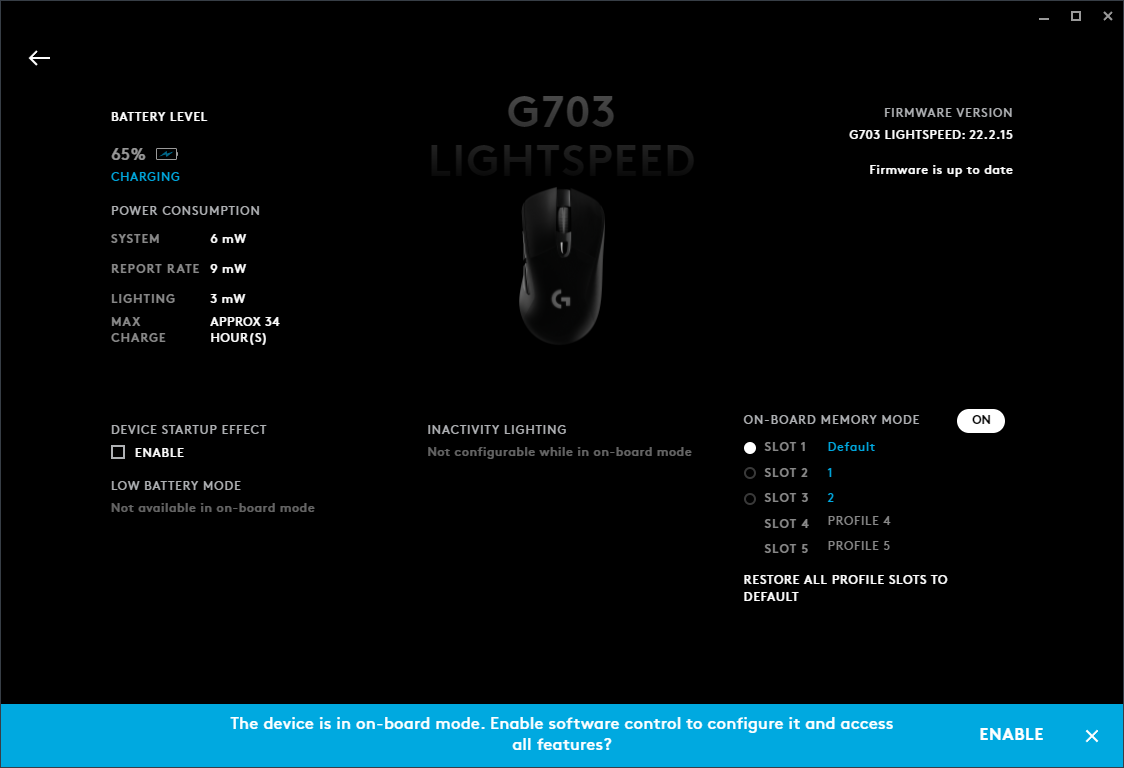 G703
LIGHTSPEED
BATTERY LEVEL
65%
CHARGING
POWER CONSUMPTION
SYSTEM 6 mW
REPORT RATE 9 mW
LIGHTING 3 mW
MAX CHARGE APPROX 34 HOUR(S)
FIRMWARE VERSION
G703 LIGHTSPEED: 22.2.15
Firmware is up to date
DEVICE STARTUP EFFECT
ENABLE
LOW BATTERY MODE
Not available in on-board mode
INACTIVITY LIGHTING
Not configurable while in on-board mode
ON-BOARD MEMORY MODE ON
SLOT 1 Default
SLOT 2 1
SLOT 3 2
SLOT 4 PROFILE 4
SLOT 5 PROFILE 5
RESTORE ALL PROFILE SLOTS TO
DEFAULT
The device is in on-board mode. Enable software control to configure it and access
all features?
ENABLE